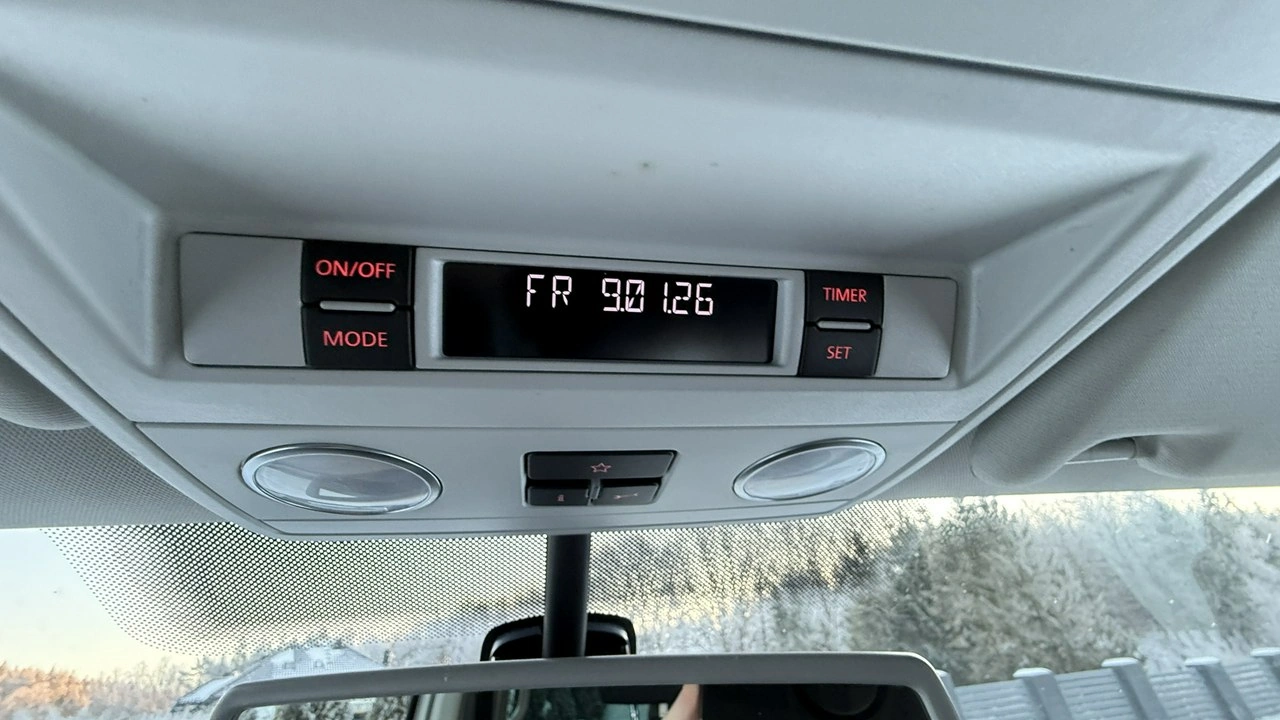 ON/OFF
MODE
FR 9.01.26
TIMER
SET